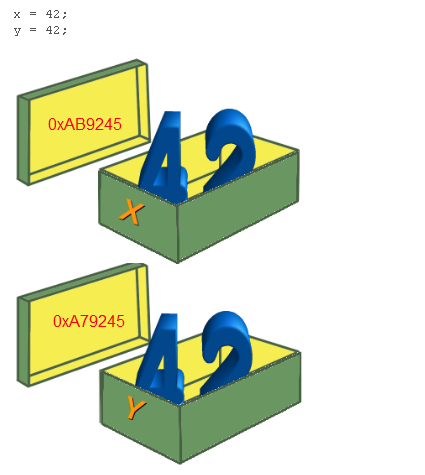 x = 42;
y = 42;
0xAB9245
42
X
0xA79245
42
Y